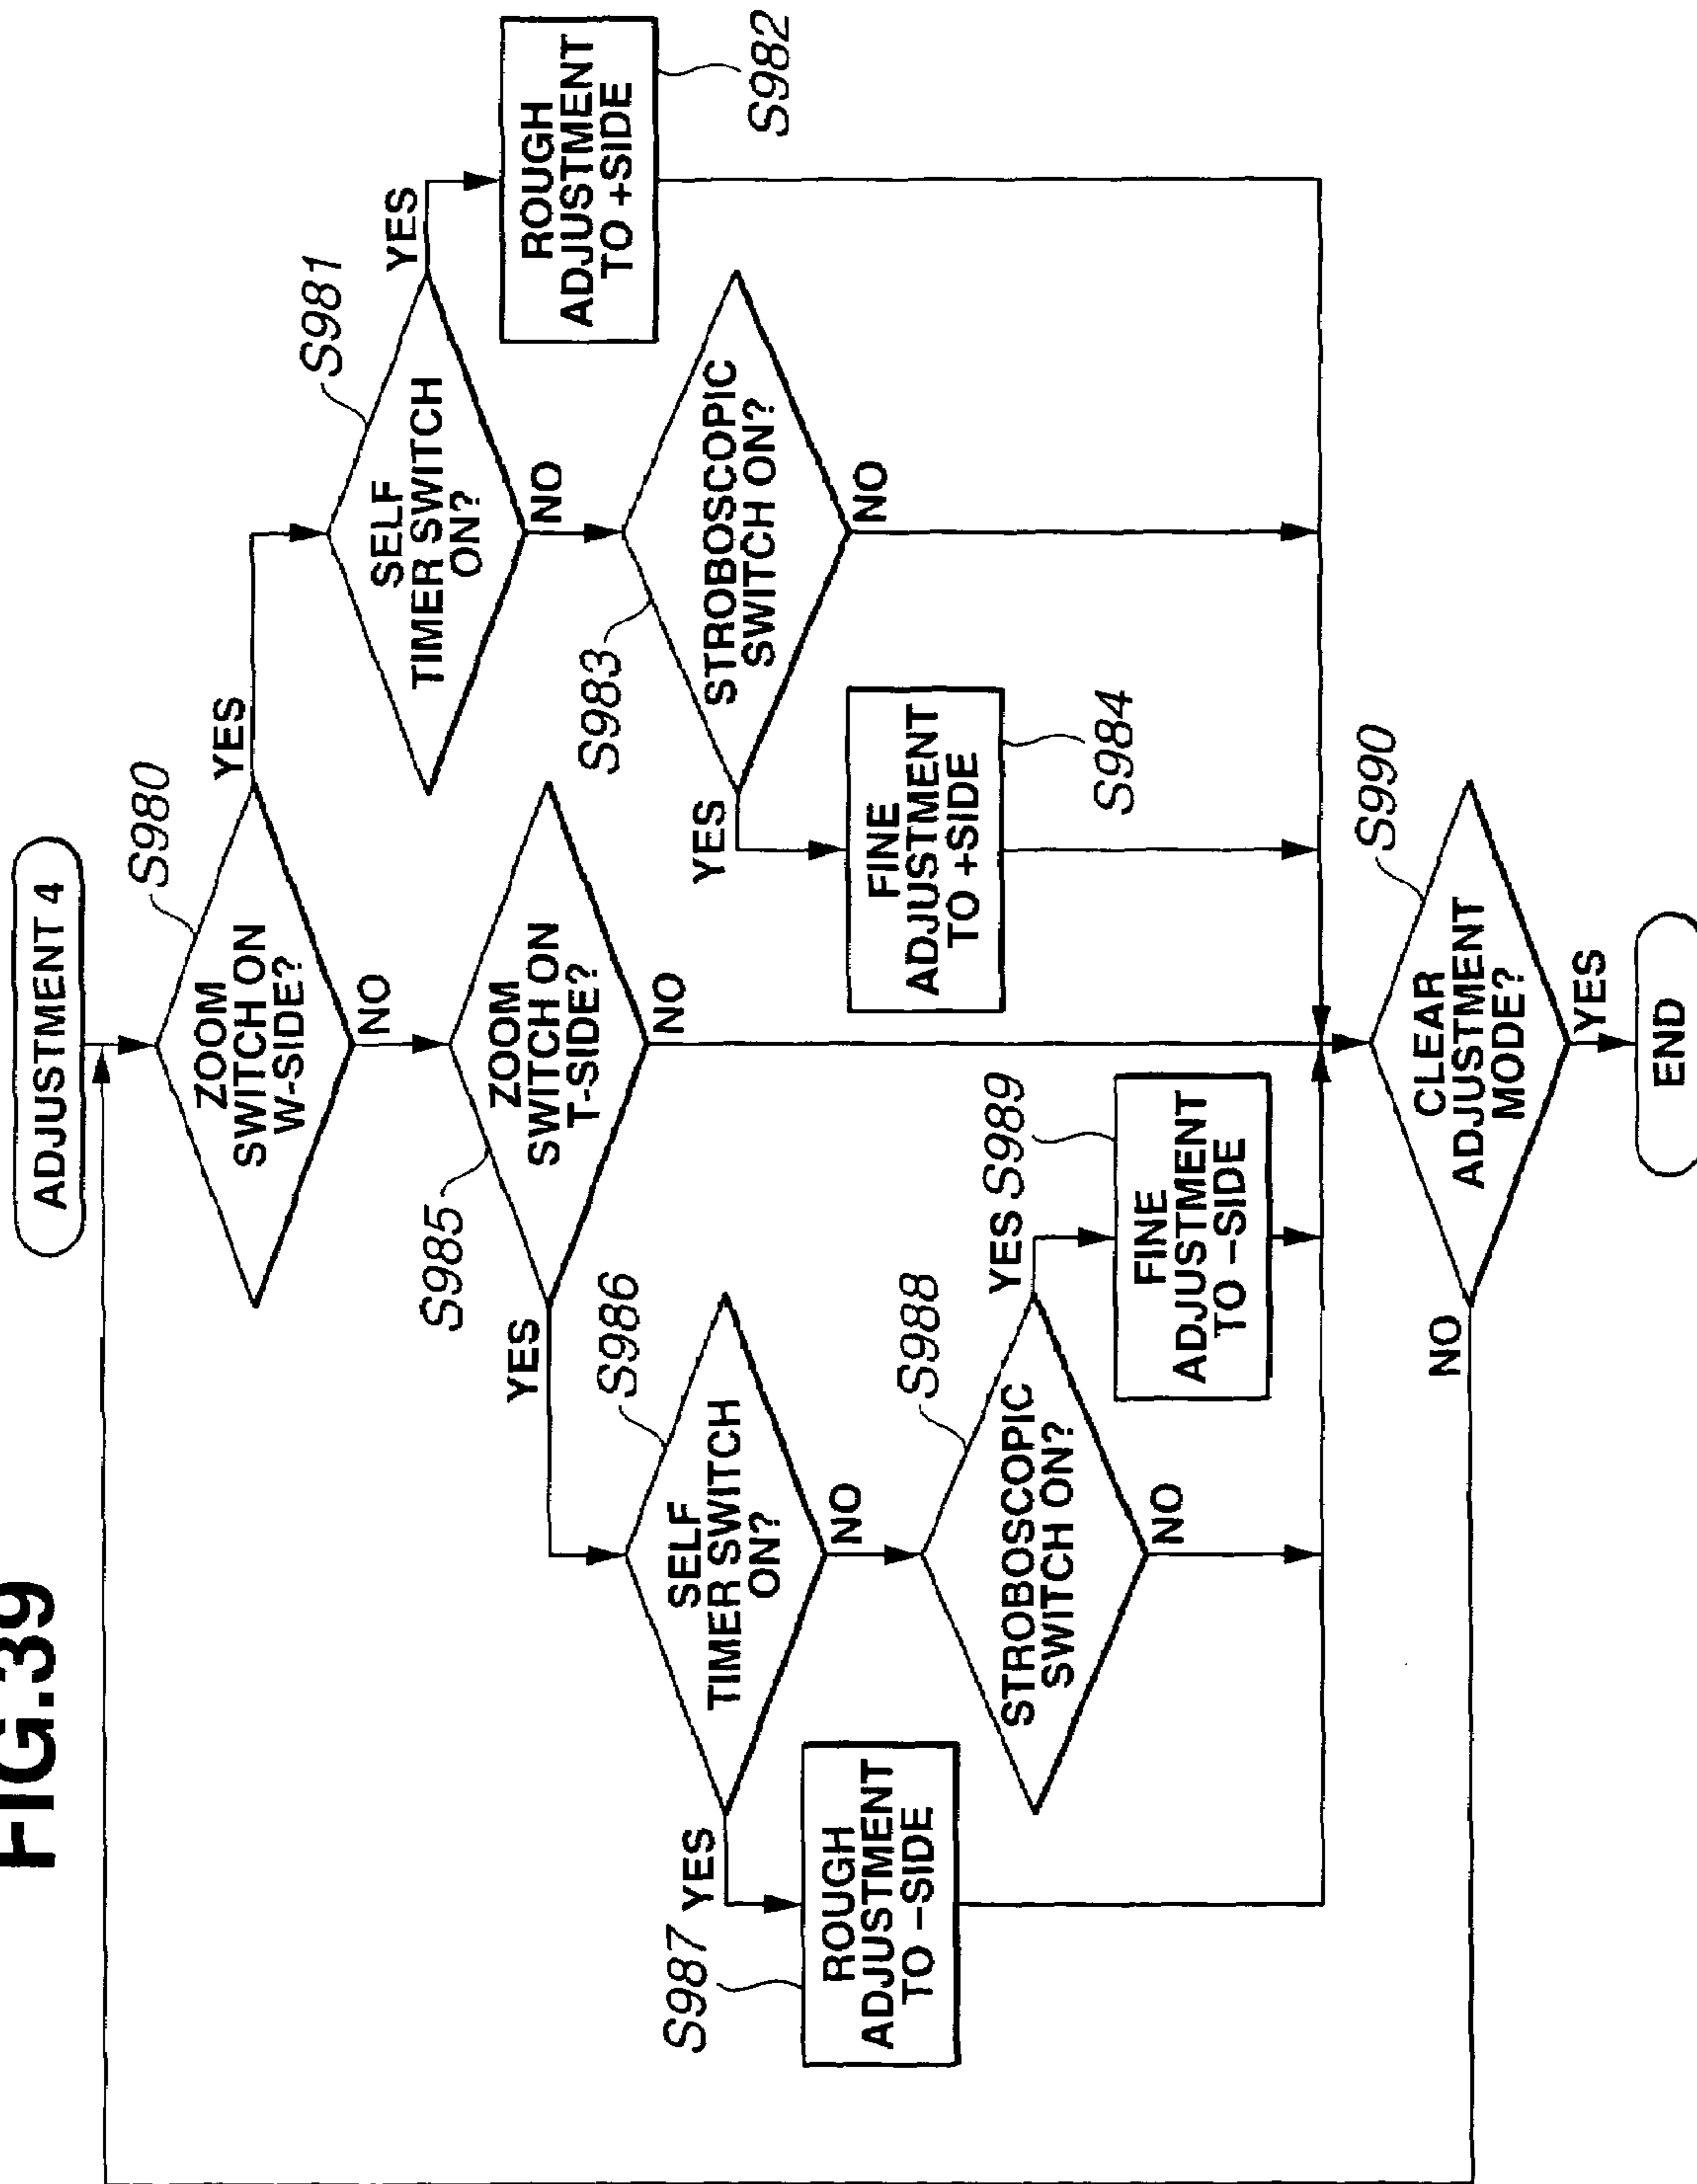 FIG.39
ADJUSTMENT 4
S980
ZOOM
SWITCH ON
W-SIDE?
YES
NO
S981
SELF
TIMER SWITCH
ON?
YES
NO
S982
ROUGH
ADJUSTMENT
TO +SIDE
S983
STROBOSCOPIC
SWITCH ON?
YES
NO
S984
FINE
ADJUSTMENT
TO +SIDE
S985
ZOOM
SWITCH ON
T-SIDE?
YES
NO
S986
SELF
TIMER SWITCH
ON?
YES
NO
S987
ROUGH
ADJUSTMENT
TO −SIDE
S988
STROBOSCOPIC
SWITCH ON?
YES
NO
S989
FINE
ADJUSTMENT
TO −SIDE
S990
CLEAR
ADJUSTMENT
MODE?
NO
YES
END